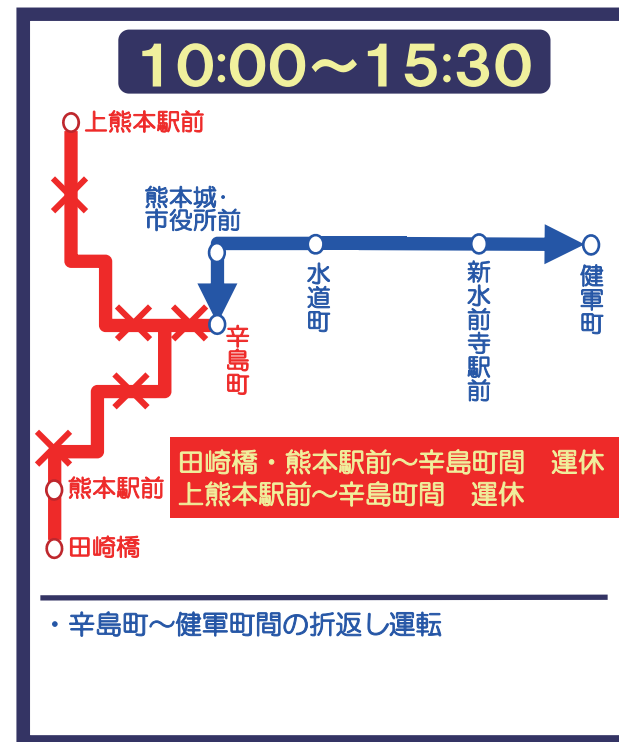 10:00～15:30
上熊本駅前
熊本城・
市役所前
水道町
新水前寺駅前
健軍町
辛島町
熊本駅前
田崎橋
田崎橋・熊本駅前～辛島町間　運休
上熊本駅前～辛島町間　運休
・辛島町～健軍町間の折返し運転